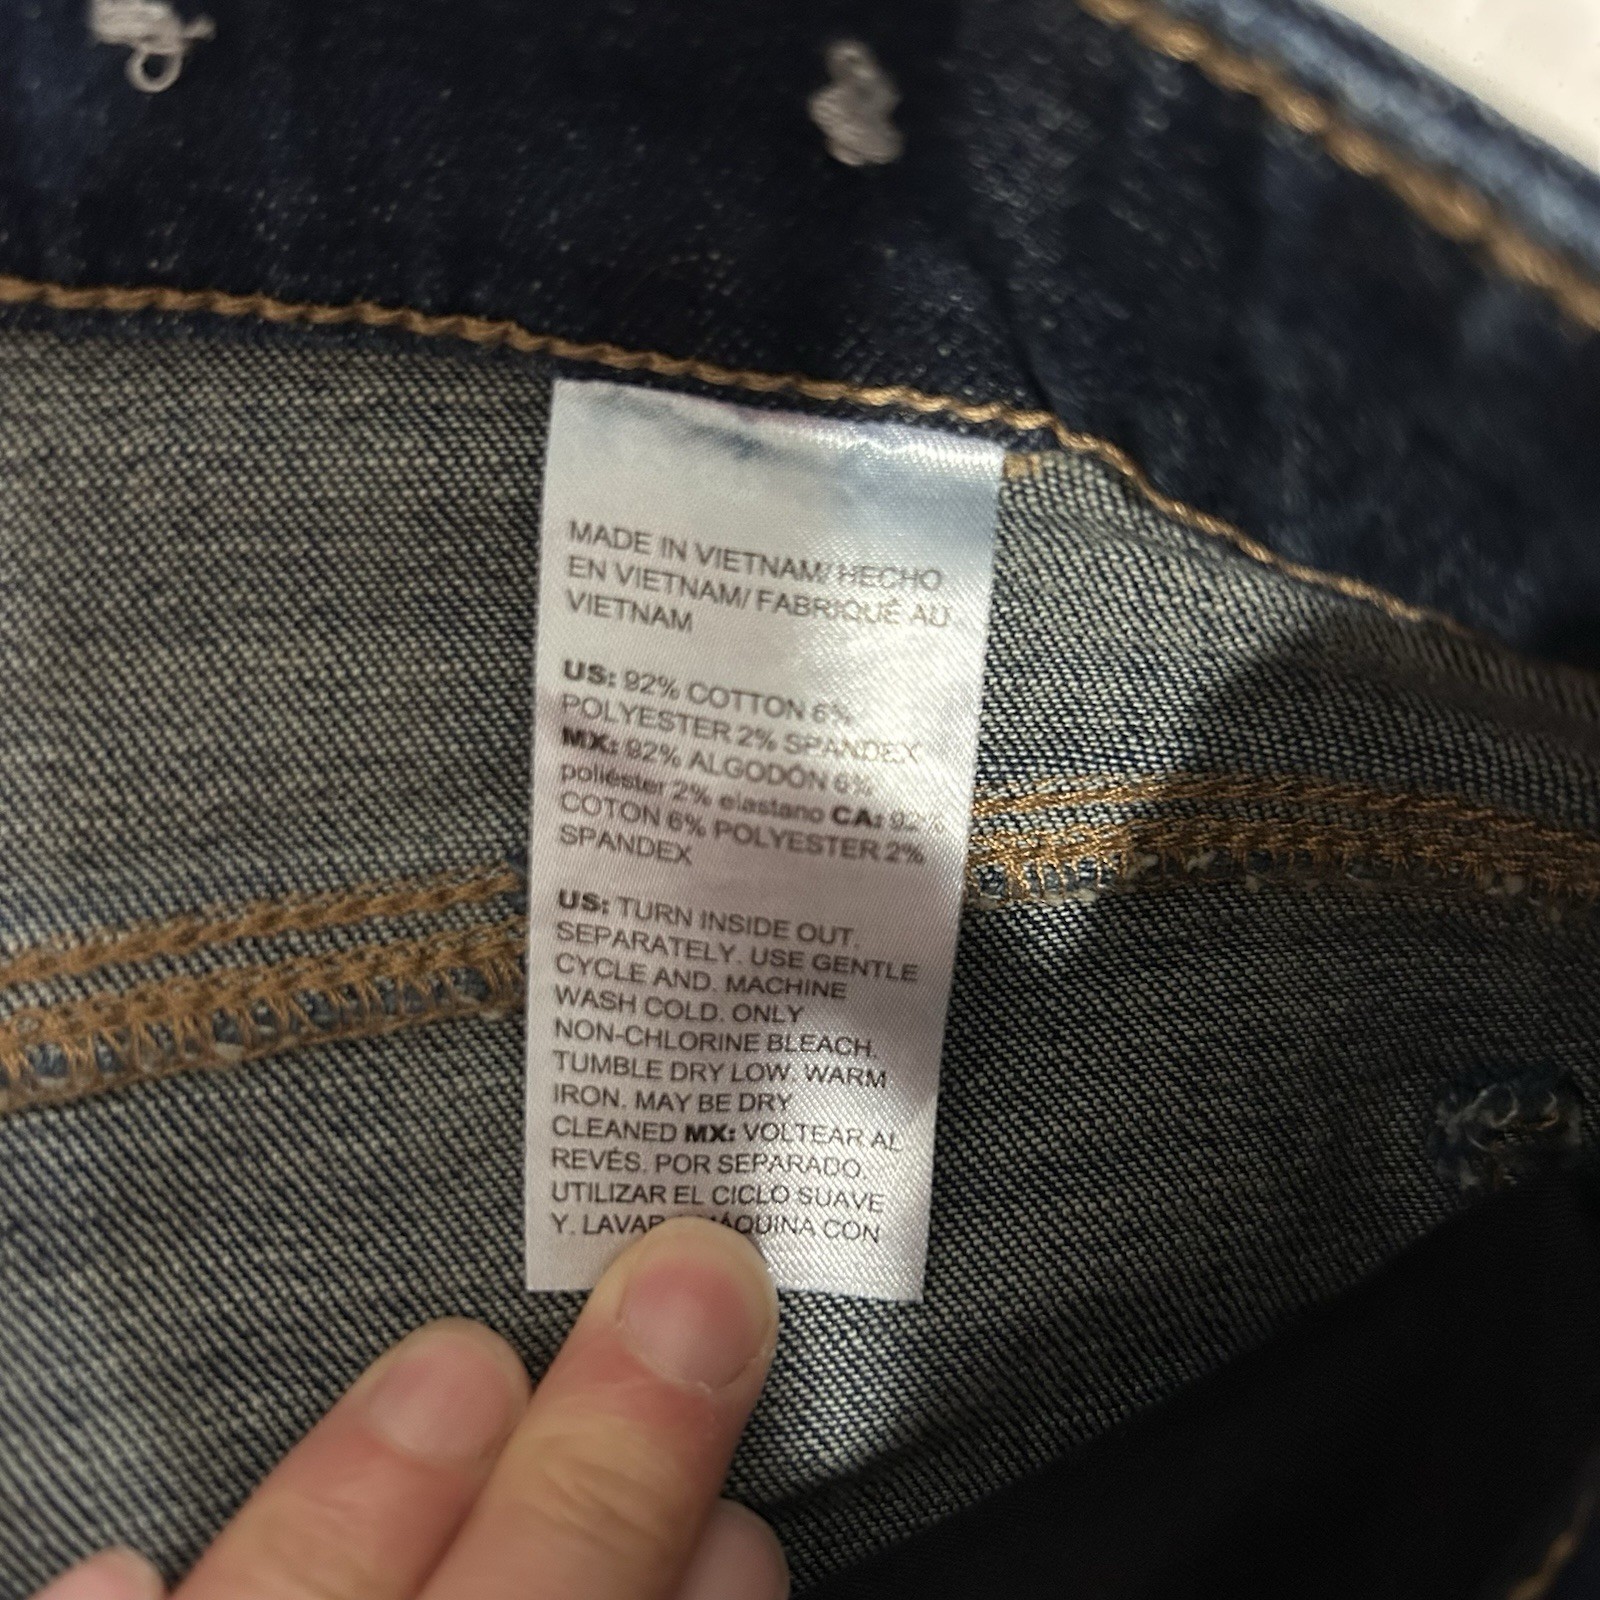 MADE IN VIETNAM/ HECHO
EN VIETNAM/ FABRIQUÉ AU
VIETNAM
US: 92% COTTON 6%
POLYESTER 2% SPANDEX
MX: 92% ALGODÓN 6%
poliéster 2% elastano CA: 92%
COTON 6% POLYESTER 2%
SPANDEX
US: TURN INSIDE OUT.
SEPARATELY. USE GENTLE
CYCLE AND. MACHINE
WASH COLD. ONLY
NON-CHLORINE BLEACH.
TUMBLE DRY LOW. WARM
IRON. MAY BE DRY
CLEANED MX: VOLTEAR AL
REVÉS. POR SEPARADO.
UTILIZAR EL CICLO SUAVE
Y. LAVAR MÁQUINA CON